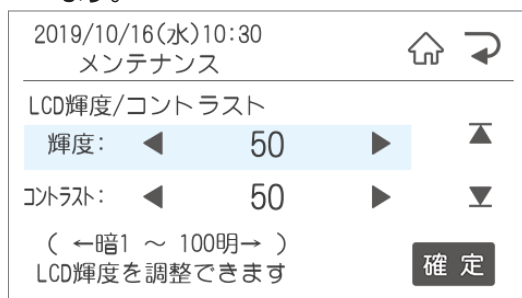 ます。
2019/10/16(水)10:30
メンテナンス
LCD輝度/コントラスト
輝度: ◀ 50 ▶
コントラスト: ◀ 50 ▶
( ←暗1 ~ 100明→ )
LCD輝度を調整できます
確定